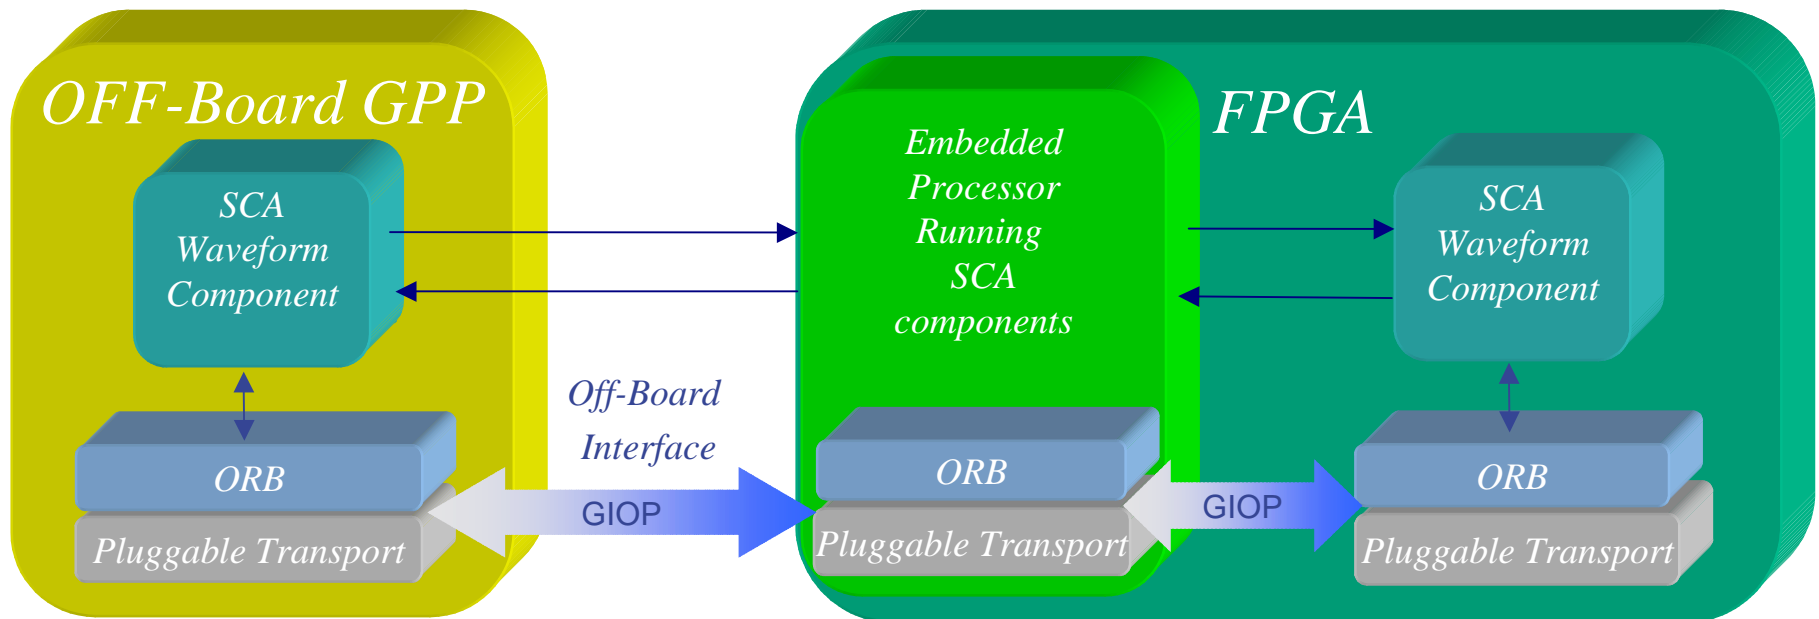 OFF-Board GPP
SCA
Waveform
Component
ORB
Pluggable Transport
Off-Board
Interface
GIOP
Embedded
Processor
Running
SCA
components
ORB
Pluggable Transport
GIOP
FPGA
SCA
Waveform
Component
ORB
Pluggable Transport